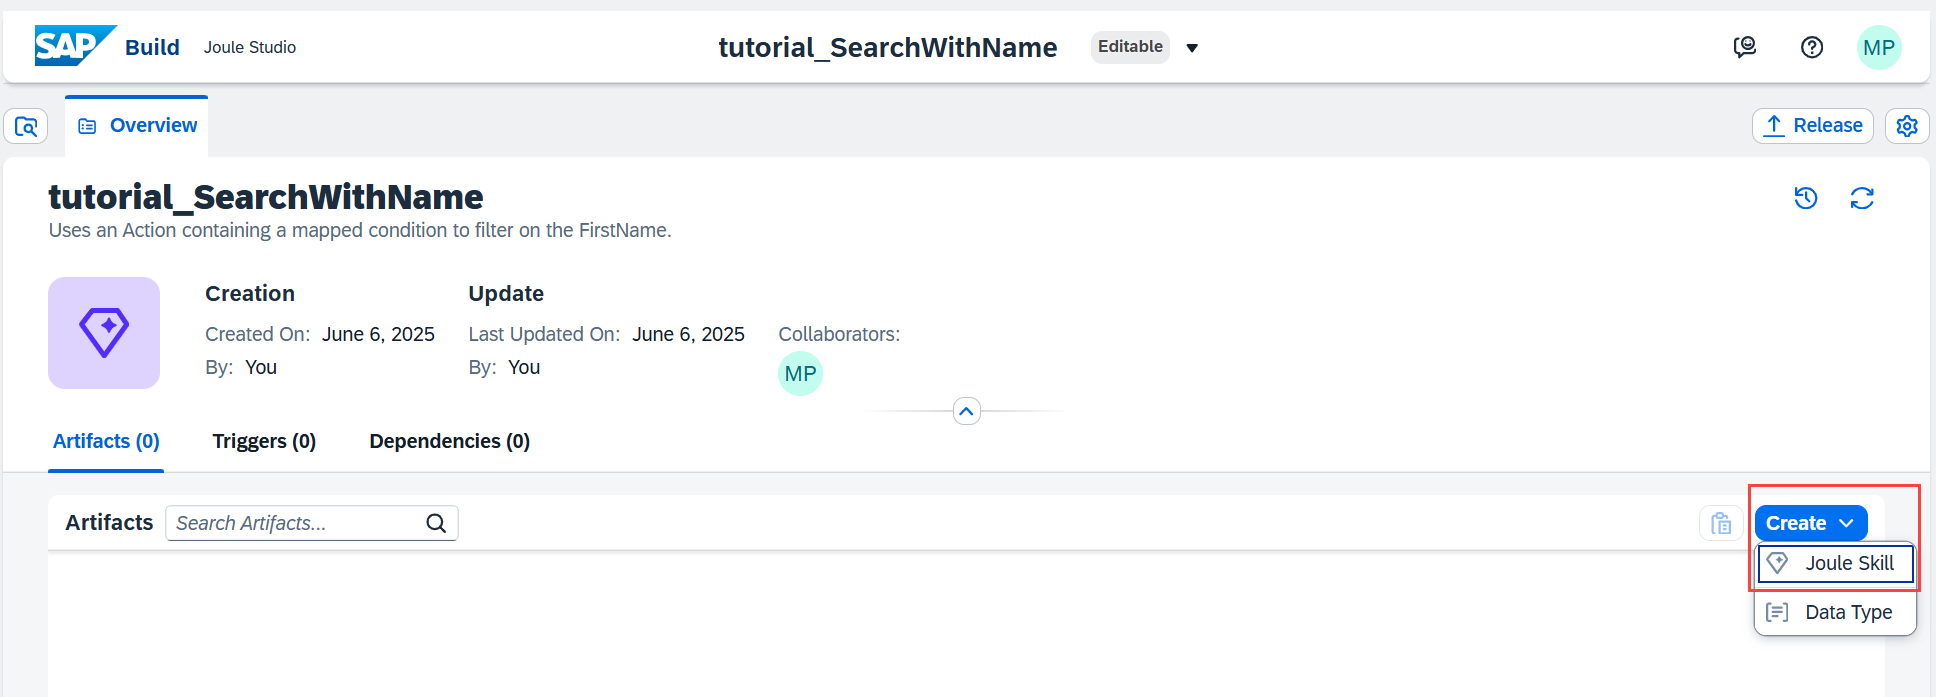 SAP Build Joule Studio tutorial_SearchWithName Editable MP
Overview Release
tutorial_SearchWithName
Uses an Action containing a mapped condition to filter on the FirstName.
Creation Update
Created On: June 6, 2025 Last Updated On: June 6, 2025 Collaborators:
By: You By: You MP
Artifacts (0) Triggers (0) Dependencies (0)
Artifacts Search Artifacts... Create
Joule Skill
Data Type